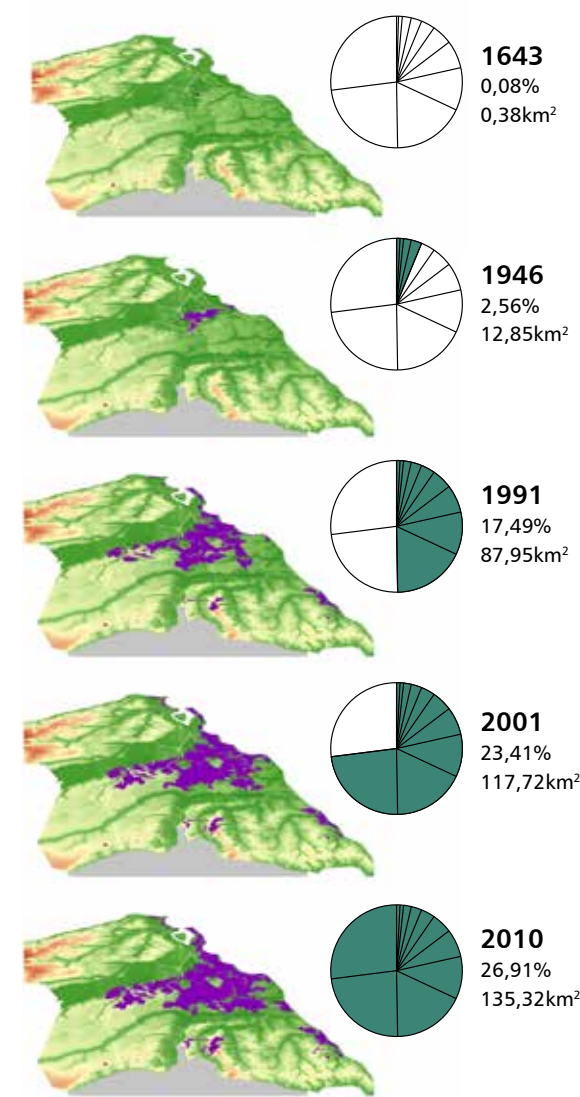 1643
0,08%
0,38km²
1946
2,56%
12,85km²
1991
17,49%
87,95km²
2001
23,41%
117,72km²
2010
26,91%
135,32km²